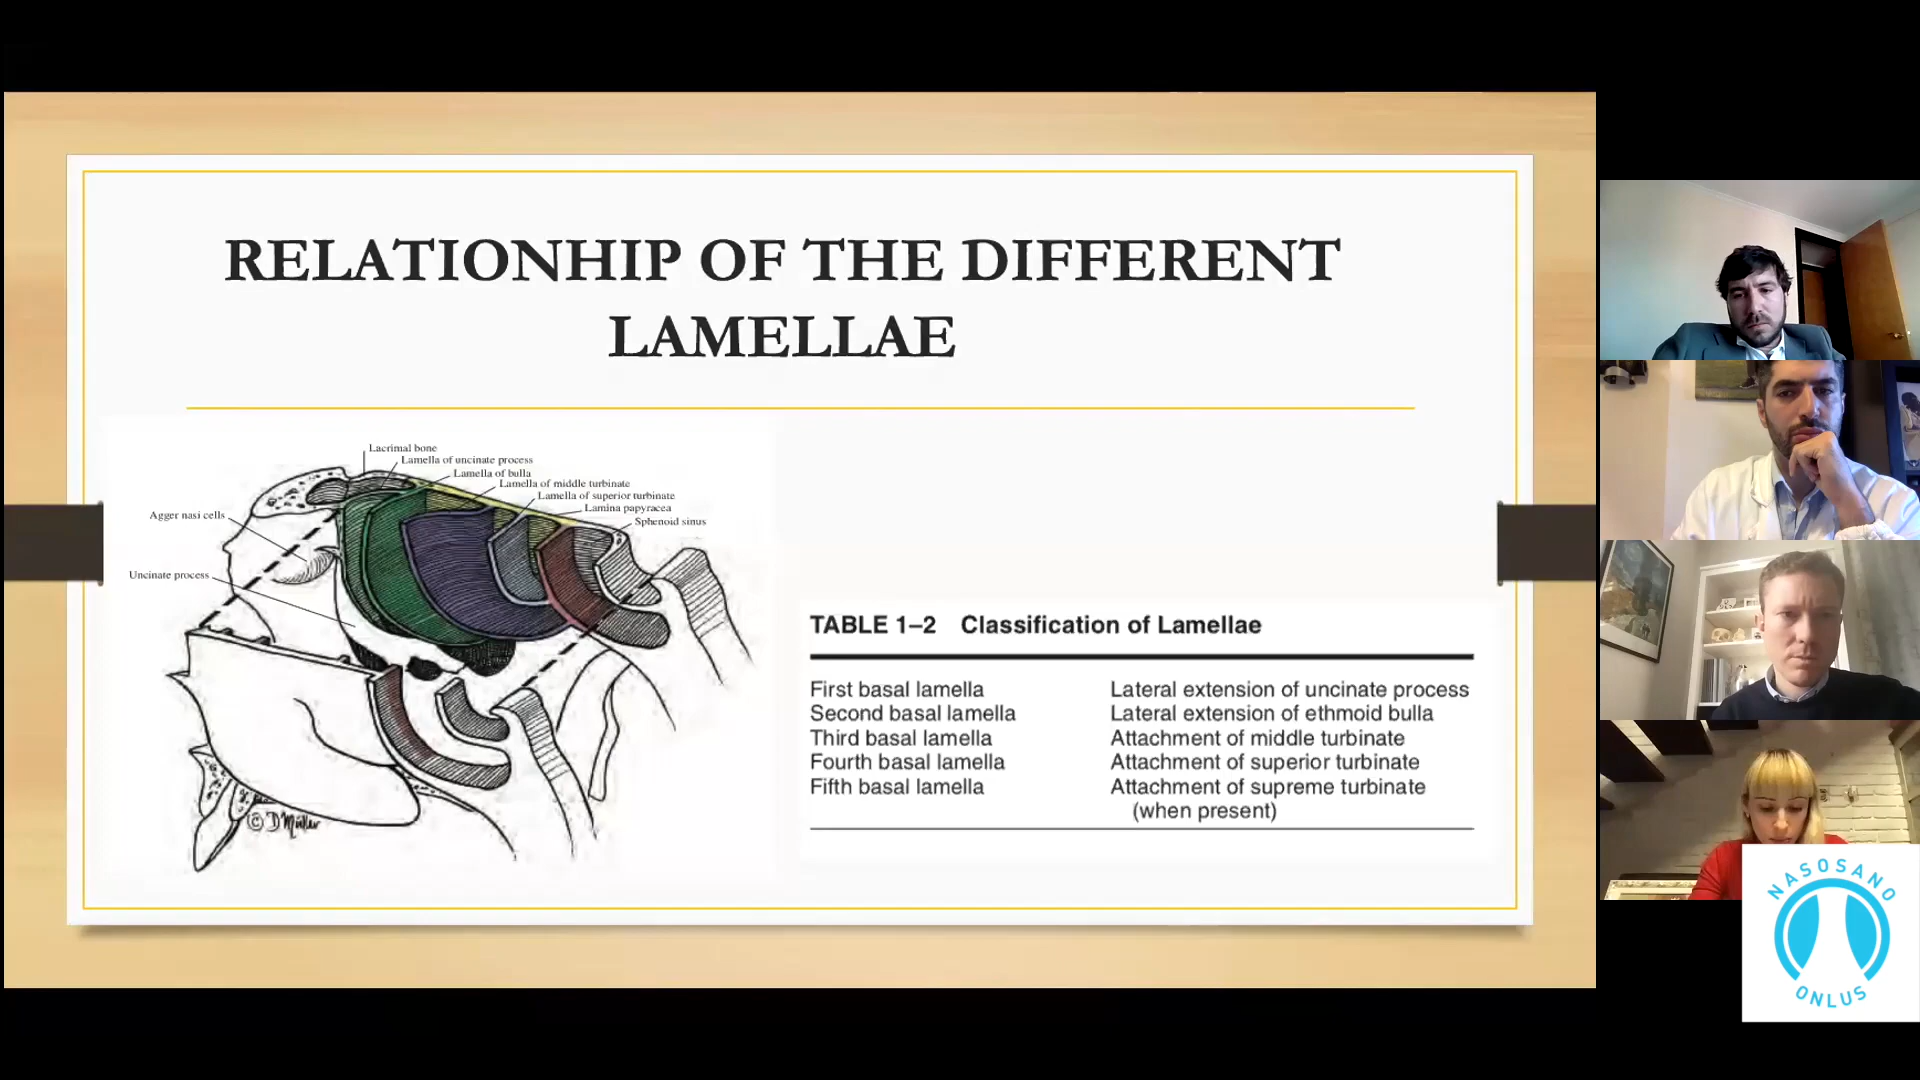 RELATIONHIP OF THE DIFFERENT
LAMELLAE
Lacrimal bone
Lamella of uncinate process
Lamella of bulla
Lamella of middle turbinate
Lamella of superior turbinate
Lamina papyracea
Sphenoid sinus
Agger nasi cells
Uncinate process
© D Müller
TABLE 1–2 Classification of Lamellae
First basal lamella Lateral extension of uncinate process
Second basal lamella Lateral extension of ethmoid bulla
Third basal lamella Attachment of middle turbinate
Fourth basal lamella Attachment of superior turbinate
Fifth basal lamella Attachment of supreme turbinate
(when present)
NASOSANO
ONLUS